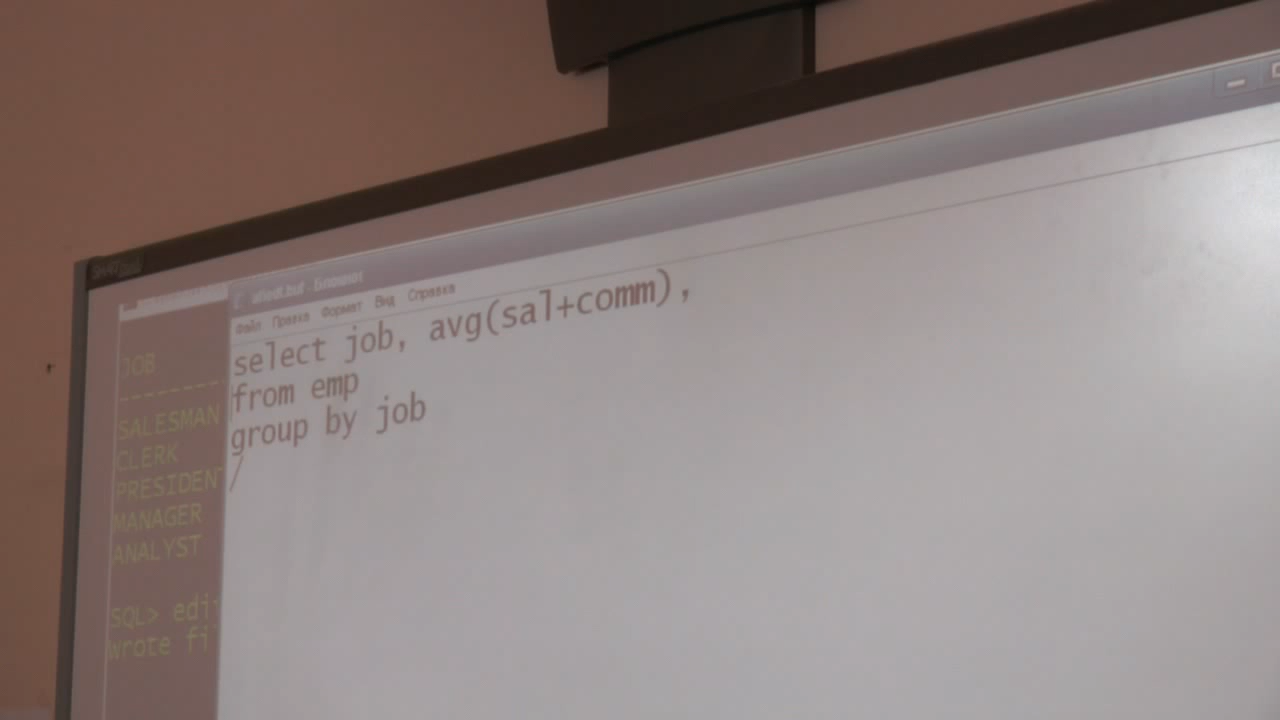 afiedt.buf - Блокнот
Файл Правка Формат Вид Справка
select job, avg(sal+comm),
from emp
group by job
/
JOB
---------
SALESMAN
CLERK
PRESIDENT
MANAGER
ANALYST
SQL> edi
wrote fi